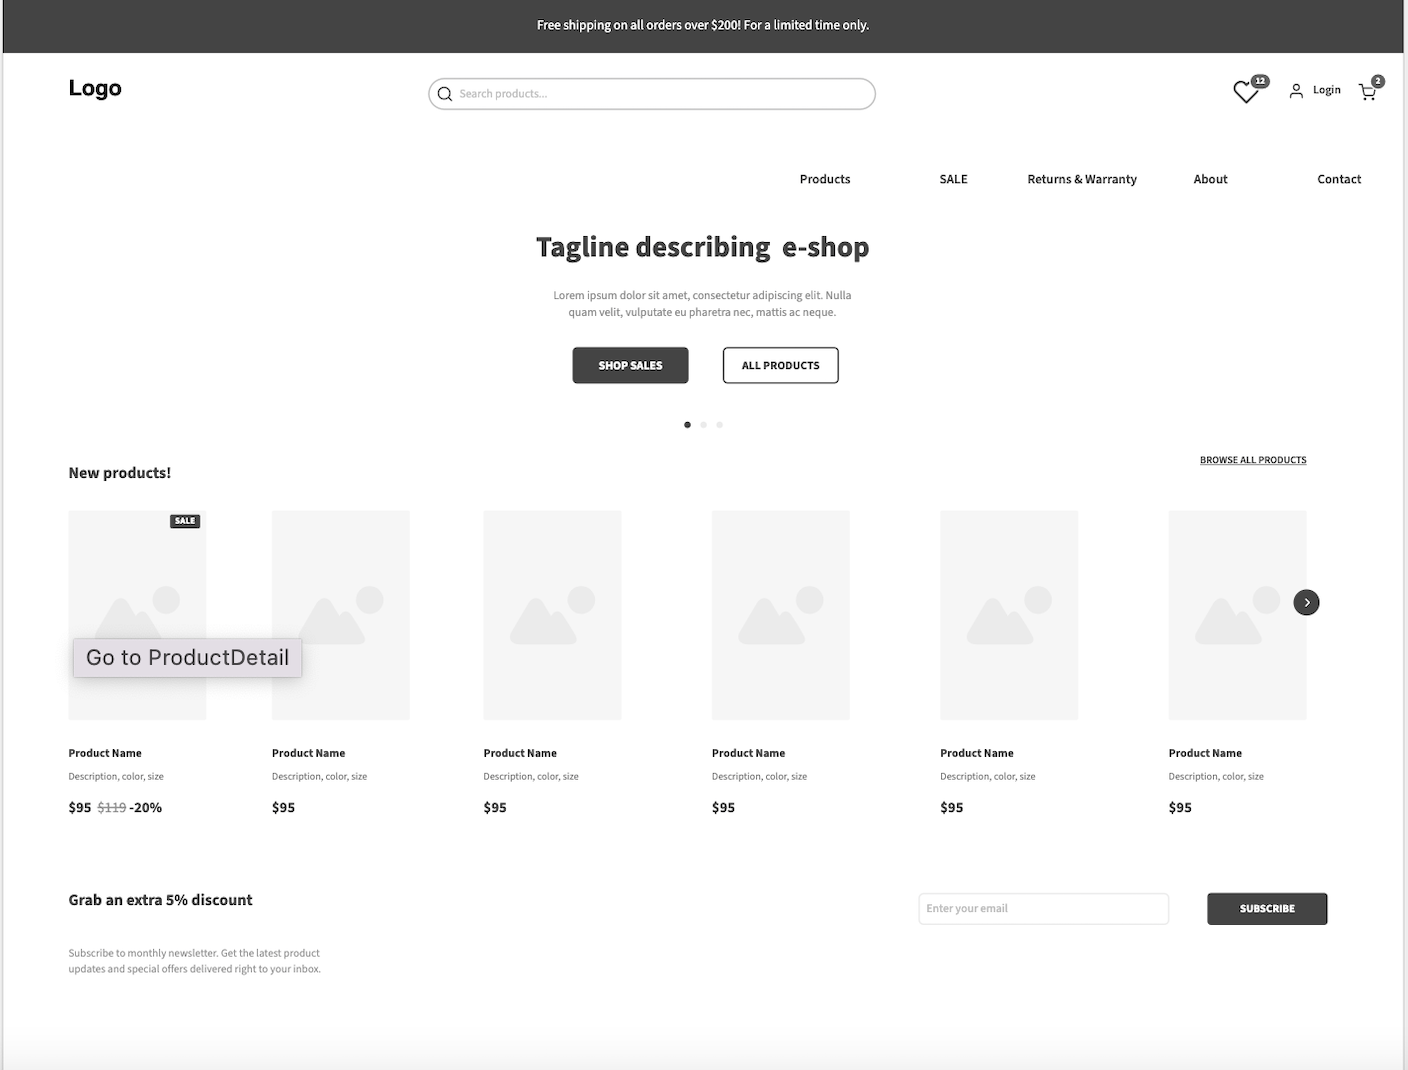 Free shipping on all orders over $200! For a limited time only.
Logo
Search products...
12
Login
2
Products
SALE
Returns & Warranty
About
Contact
Tagline describing e-shop
Lorem ipsum dolor sit amet, consectetur adipiscing elit. Nulla
quam velit, vulputate eu pharetra nec, mattis ac neque.
SHOP SALES
ALL PRODUCTS
New products!
BROWSE ALL PRODUCTS
SALE
Go to ProductDetail
Product Name
Description, color, size
$95 $119 -20%
Product Name
Description, color, size
$95
Product Name
Description, color, size
$95
Product Name
Description, color, size
$95
Product Name
Description, color, size
$95
Product Name
Description, color, size
$95
Grab an extra 5% discount
Subscribe to monthly newsletter. Get the latest product
updates and special offers delivered right to your inbox.
Enter your email
SUBSCRIBE